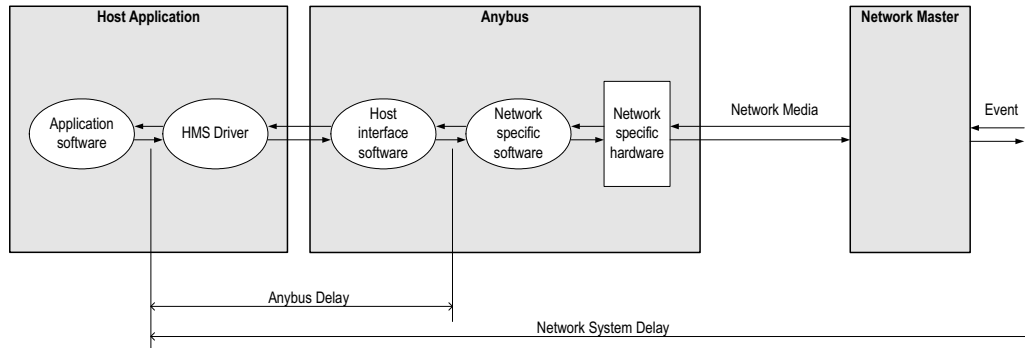 Host Application
Anybus
Network Master
Application
software
HMS Driver
Host
interface
software
Network
specific
software
Network
specific
hardware
Network Media
Event
Anybus Delay
Network System Delay